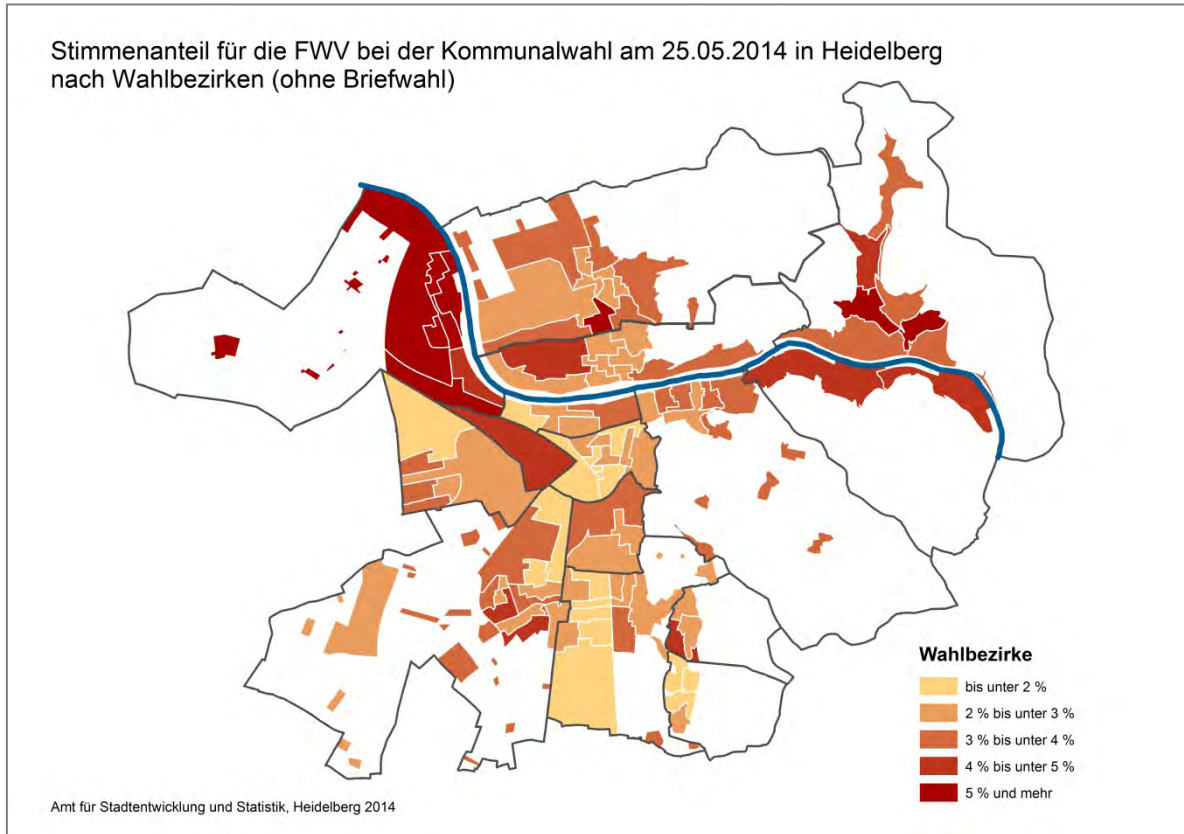 Stimmenanteil für die FWV bei der Kommunalwahl am 25.05.2014 in Heidelberg
nach Wahlbezirken (ohne Briefwahl)
Wahlbezirke
bis unter 2 %
2 % bis unter 3 %
3 % bis unter 4 %
4 % bis unter 5 %
5 % und mehr
Amt für Stadtentwicklung und Statistik, Heidelberg 2014